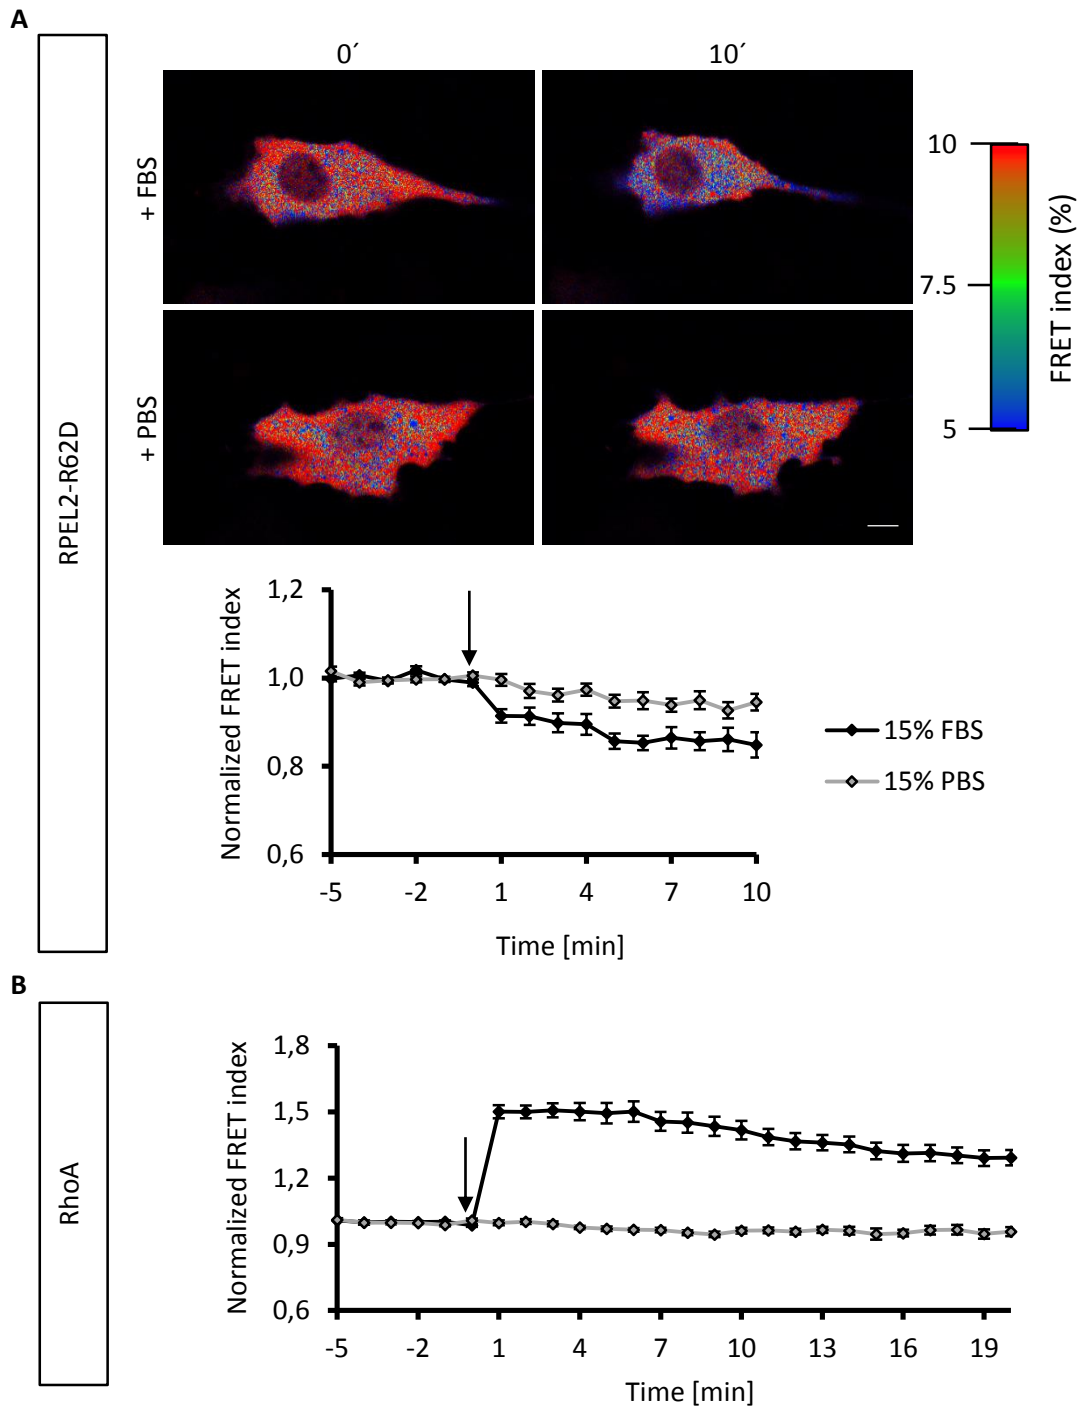 A
RPEL2-R62D
0´
10´
+ FBS
+ PBS
10
7.5
5
FRET index (%)
Normalized FRET index
1,2
1,0
0,8
0,6
-5 -2 1 4 7 10
Time [min]
15% FBS
15% PBS
B
RhoA
Normalized FRET index
1,8
1,5
1,2
0,9
0,6
-5 -2 1 4 7 10 13 16 19
Time [min]